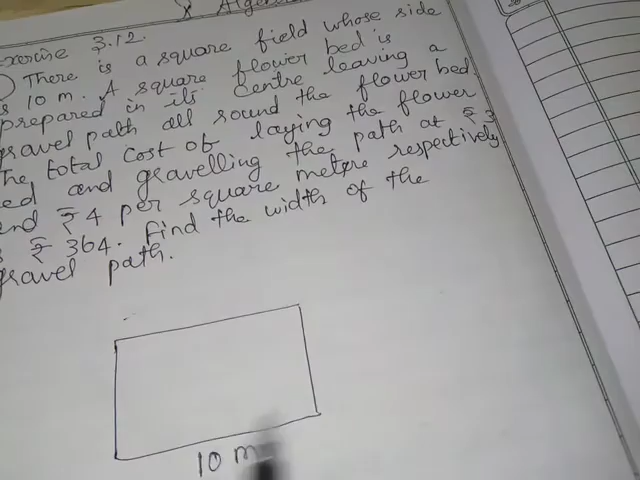 X Algebra
Exercise 3.12.
) There is a square field whose side
is 10 m. A square flower bed is
prepared in its centre leaving a
gravel path all round the flower bed
The total cost of laying the flower
bed and gravelling the path at ₹ 3
and ₹ 4 per square metre respectively
is ₹ 364. Find the width of the
gravel path.
10 m